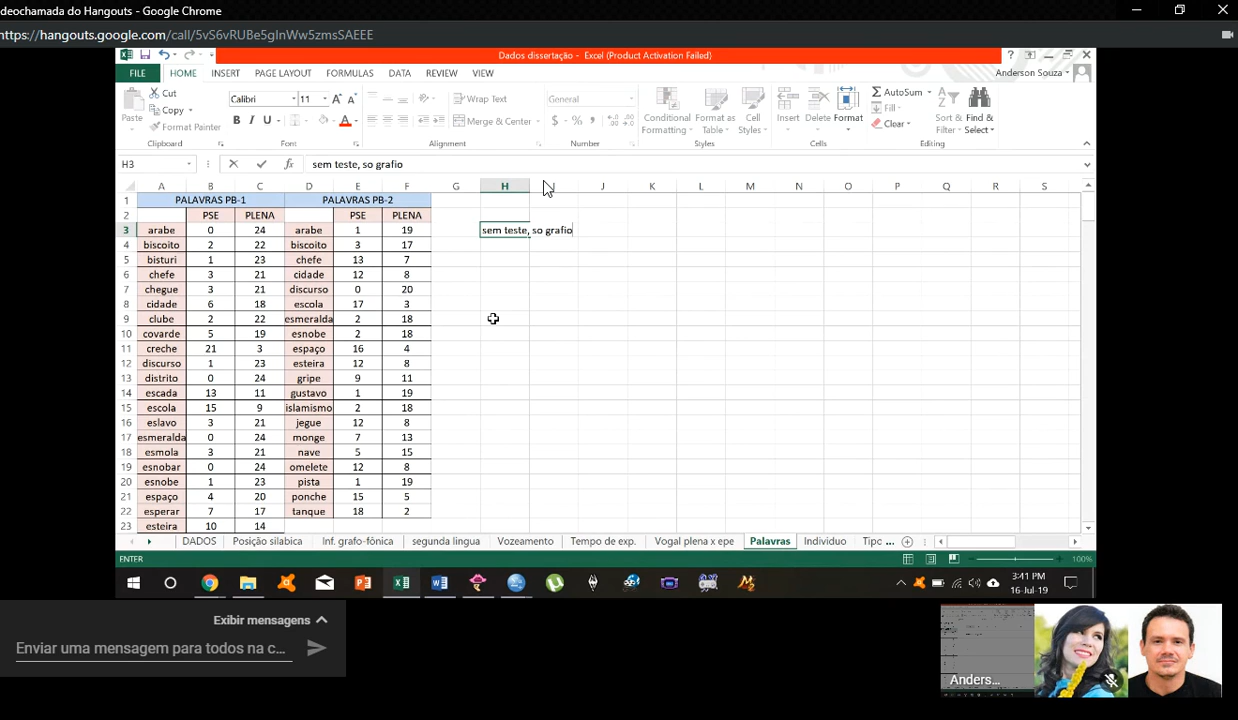 deochamada do Hangouts - Google Chrome
https://hangouts.google.com/call/5vS6vRUBe5gInWw5zmsSAEEE
Dados dissertação - Excel (Product Activation Failed)
FILE HOME INSERT PAGE LAYOUT FORMULAS DATA REVIEW VIEW Anderson Souza
Cut
Copy
Format Painter
Paste
Clipboard
Calibri 11
B I U
Font
Wrap Text
Merge & Center
Alignment
General
$ % ,
Number
Conditional Formatting
Format as Table
Cell Styles
Styles
Insert Delete Format
Cells
AutoSum
Fill
Clear
Sort & Filter
Find & Select
Editing
H3 fx sem teste, so grafio
A B C D E F G H J K L M N O P Q R S
1 PALAVRAS PB-1 PALAVRAS PB-2
2 PSE PLENA PSE PLENA
3 arabe 0 24 arabe 1 19 sem teste, so grafio
4 biscoito 2 22 biscoito 3 17
5 bisturi 1 23 chefe 13 7
6 chefe 3 21 cidade 12 8
7 chegue 3 21 discurso 0 20
8 cidade 6 18 escola 17 3
9 clube 2 22 esmeralda 2 18
10 covarde 5 19 esnobe 2 18
11 creche 21 3 espaço 16 4
12 discurso 1 23 esteira 12 8
13 distrito 0 24 gripe 9 11
14 escada 13 11 gustavo 1 19
15 escola 15 9 islamismo 2 18
16 eslavo 3 21 jegue 12 8
17 esmeralda 0 24 monge 7 13
18 esmola 3 21 nave 5 15
19 esnobar 0 24 omelete 12 8
20 esnobe 1 23 pista 1 19
21 espaço 4 20 ponche 15 5
22 esperar 7 17 tanque 18 2
23 esteira 10 14
DADOS Posição silabica Inf. grafo-fônica segunda lingua Vozeamento Tempo de exp. Vogal plena x epe Palavras Individuo Tipc ...
ENTER 100%
3:41 PM
16-Jul-19
Exibir mensagens
Enviar uma mensagem para todos na c...
Anders...